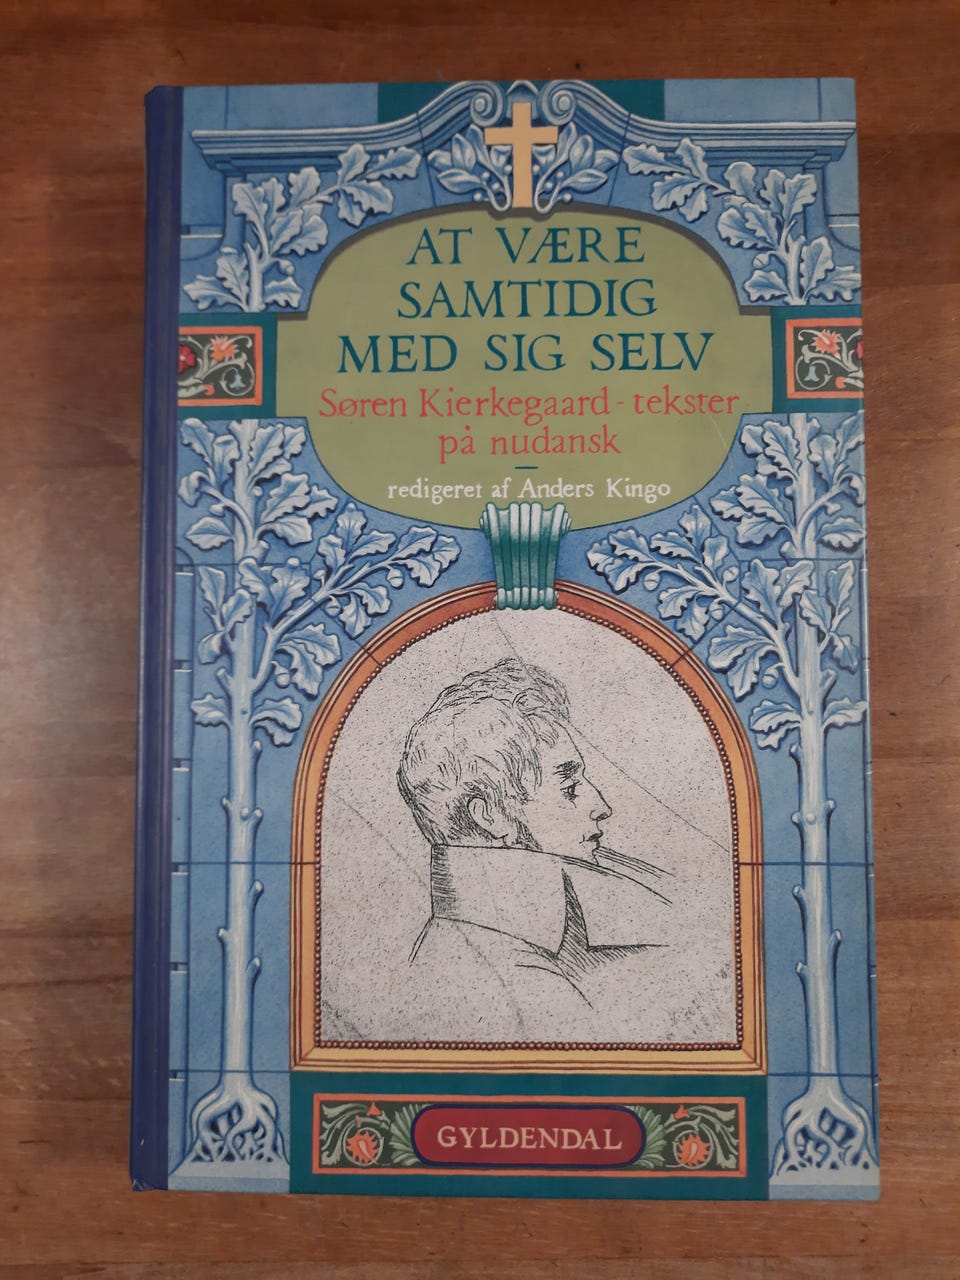 AT VÆRE
SAMTIDIG
MED SIG SELV
Søren Kierkegaard - tekster
på nudansk
redigeret af Anders Kingo
GYLDENDAL